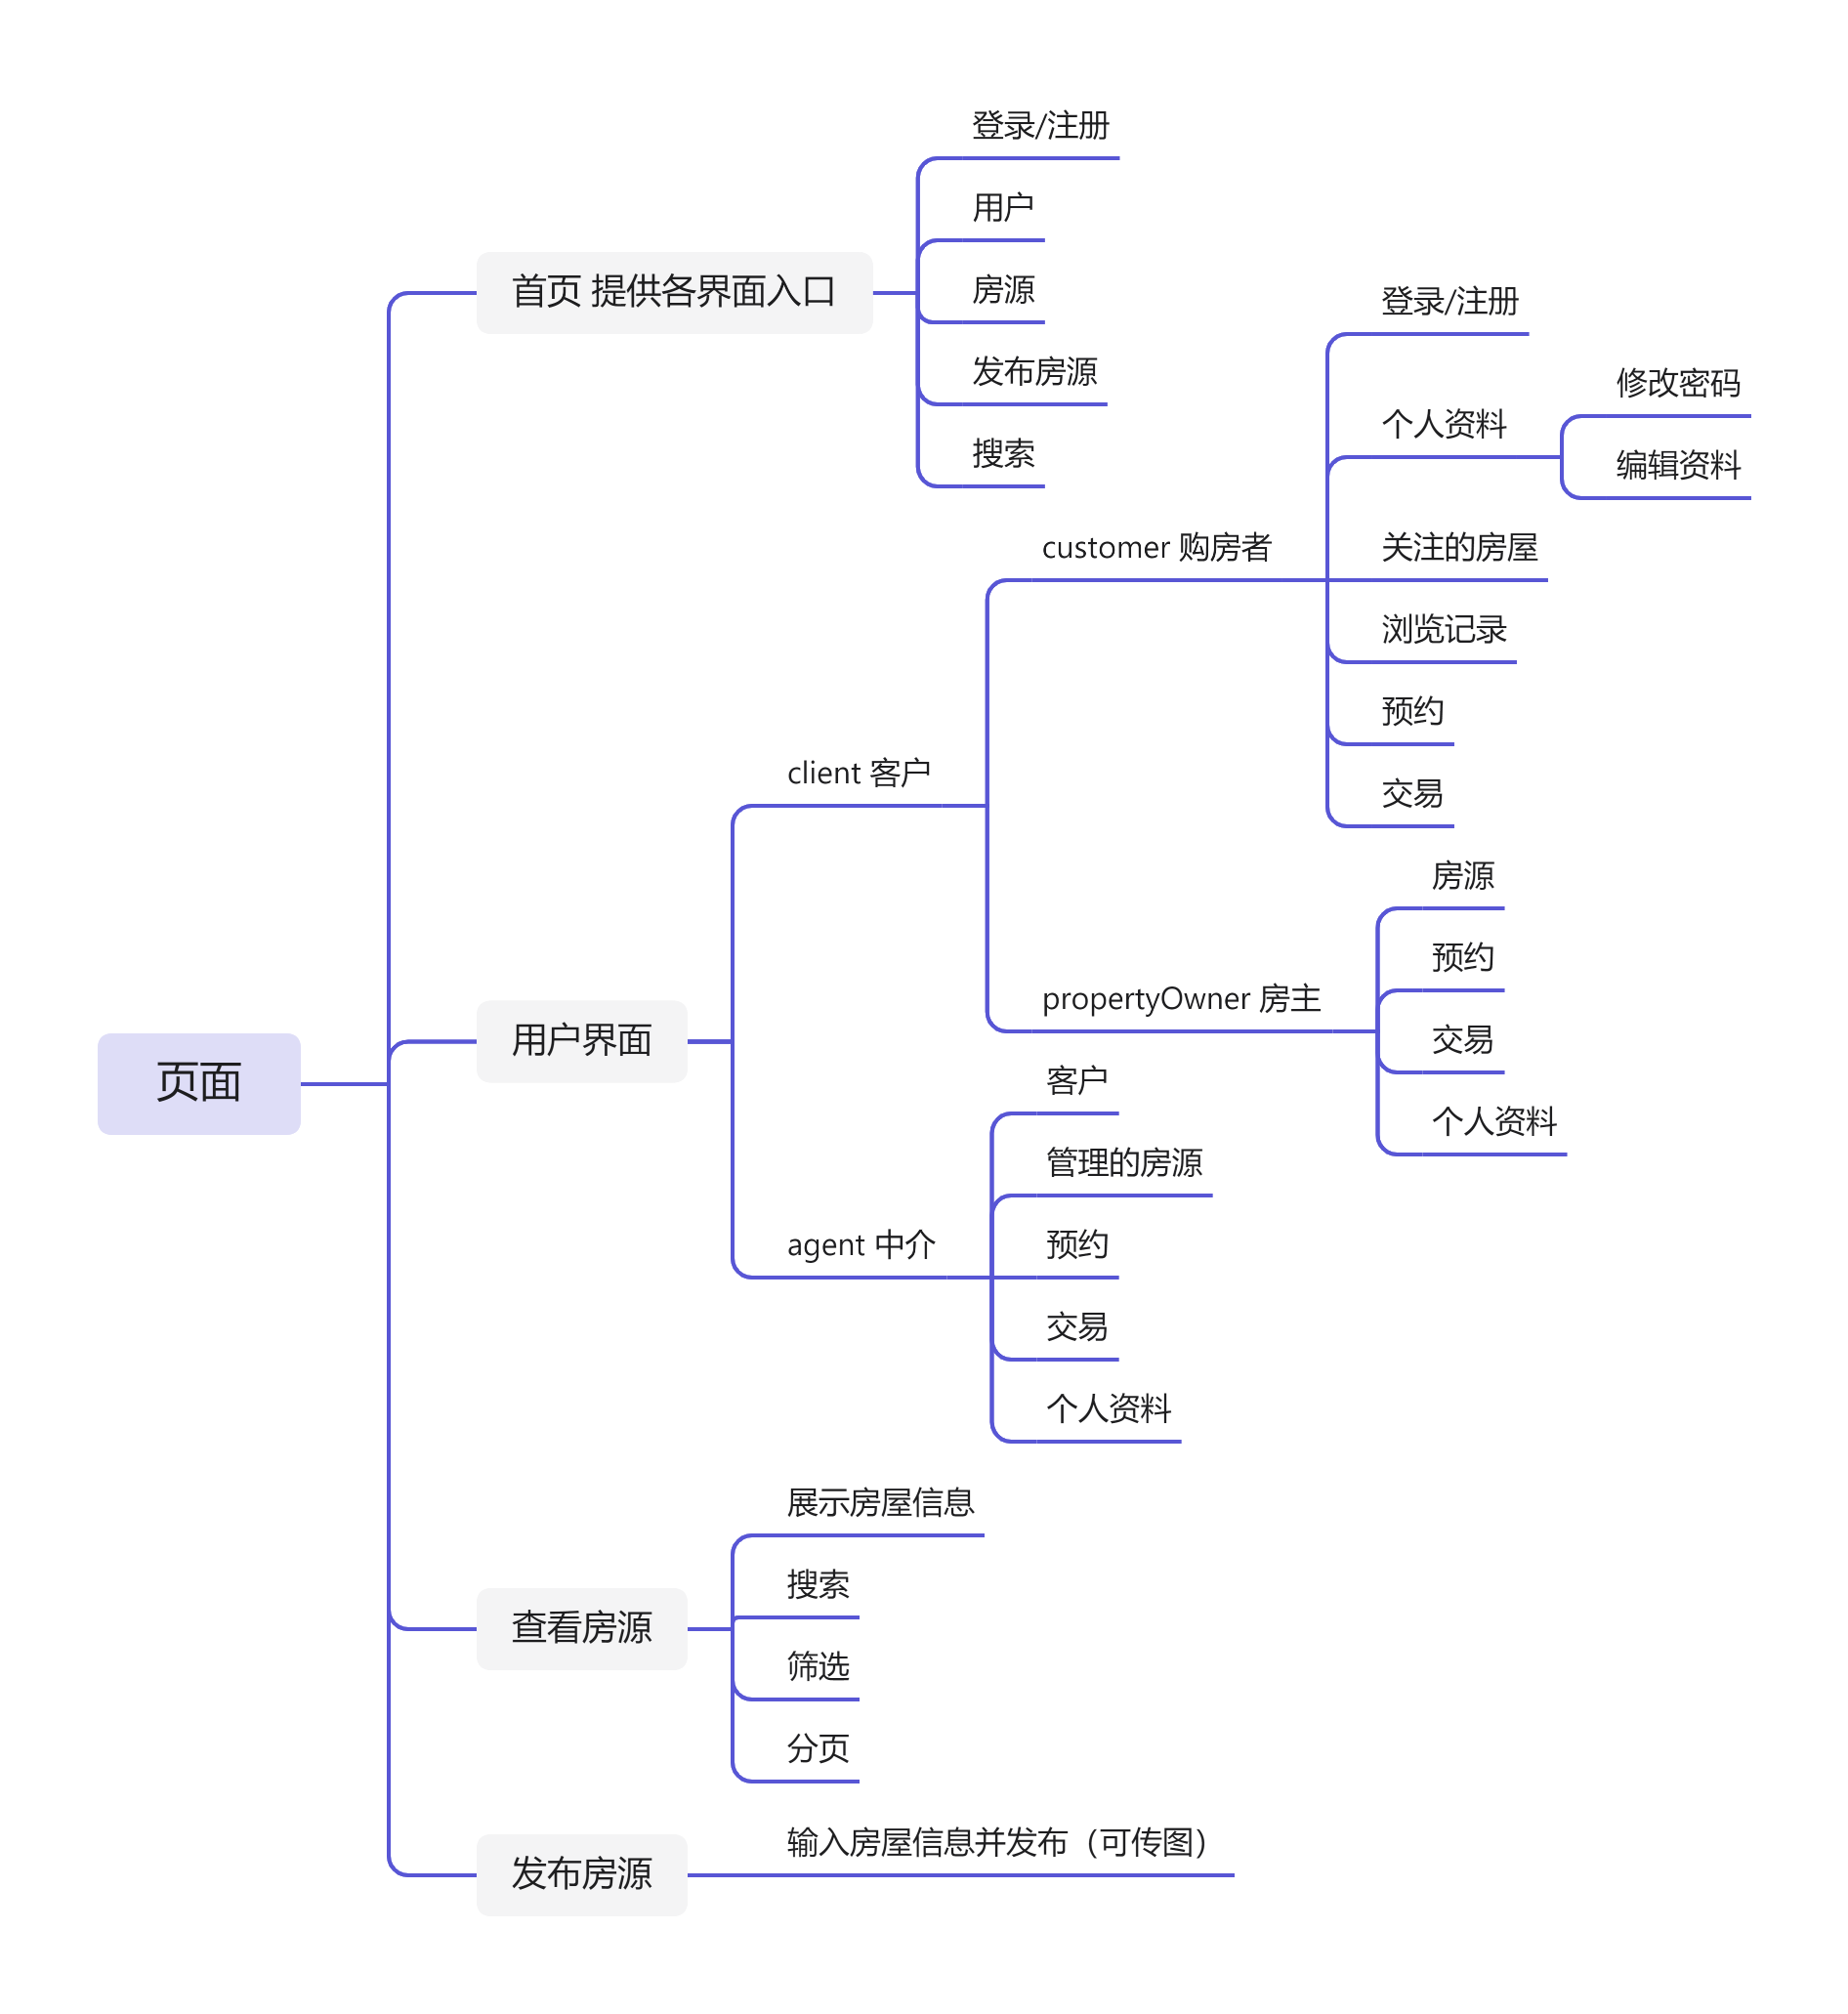 页面
首页 提供各界面入口
登录/注册
用户
房源
发布房源
搜索
用户界面
client 客户
customer 购房者
登录/注册
个人资料
修改密码
编辑资料
关注的房屋
浏览记录
预约
交易
propertyOwner 房主
房源
预约
交易
个人资料
agent 中介
客户
管理的房源
预约
交易
个人资料
查看房源
展示房屋信息
搜索
筛选
分页
发布房源
输入房屋信息并发布（可传图）